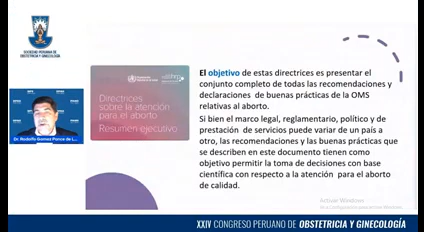 SOCIEDAD PERUANA DE
OBSTETRICIA Y GINECOLOGÍA
Dr. Rodolfo Gomez Ponce de L...
Directrices
sobre la atención
para el aborto
Resumen ejecutivo
El objetivo de estas directrices es presentar el
conjunto completo de todas las recomendaciones y
declaraciones de buenas prácticas de la OMS
relativas al aborto.
Si bien el marco legal, reglamentario, político y de
prestación de servicios puede variar de un país a
otro, las recomendaciones y las buenas prácticas que
se describen en este documento tienen como
objetivo permitir la toma de decisiones con base
científica con respecto a la atención para el aborto
de calidad.
Activar Windows
XXIV CONGRESO PERUANO DE OBSTETRICIA Y GINECOLOGÍA